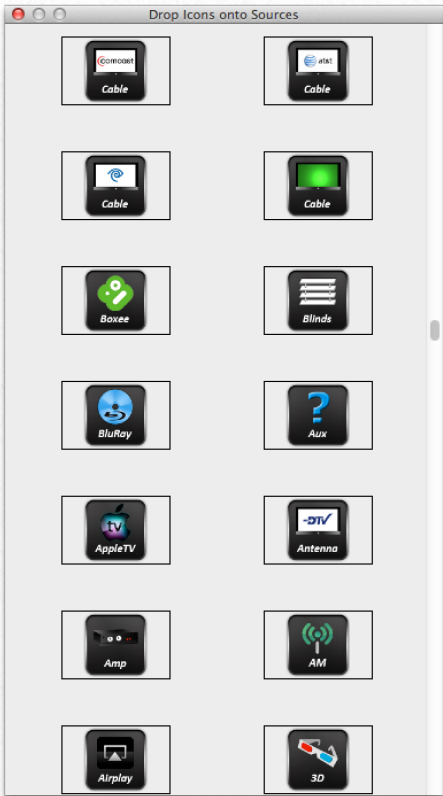 Drop Icons onto Sources
comcast
at&t
Cable
Cable
Cable
Cable
Boxee
Blinds
BluRay
?
Aux
tv
DTV
AppleTV
Antenna
Amp
AM
Airplay
3D